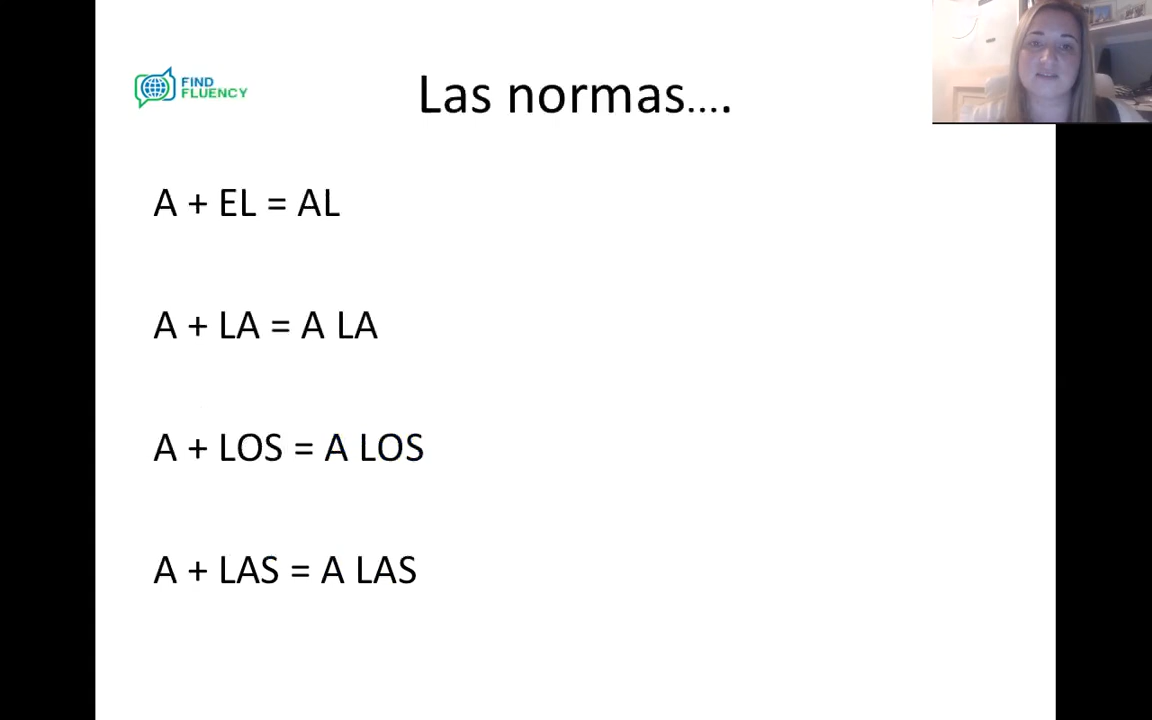 FIND
FLUENCY
Las normas....
A + EL = AL
A + LA = A LA
A + LOS = A LOS
A + LAS = A LAS